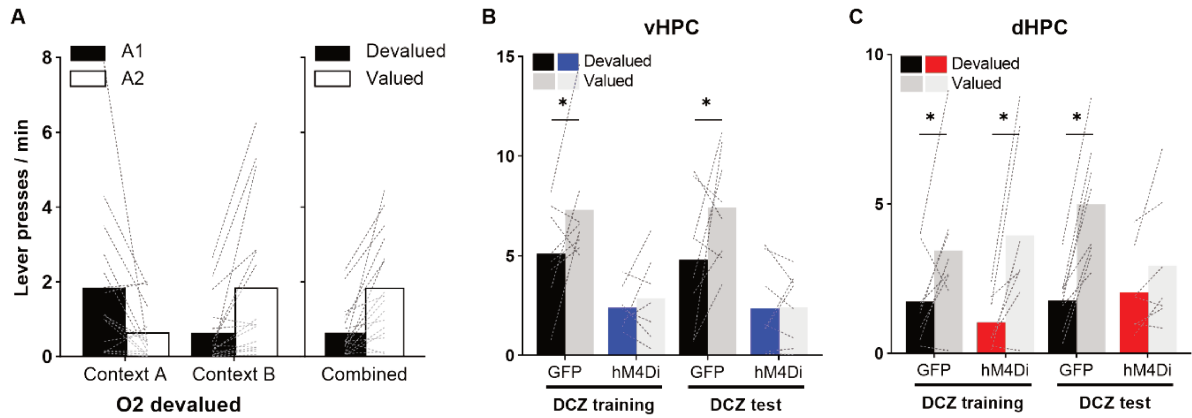 A
A1
A2
Devalued
Valued
8
6
4
2
0
Lever presses / min
Context A
Context B
Combined
O2 devalued
B
vHPC
Devalued
Valued
15
10
5
0
*
*
GFP
hM4Di
GFP
hM4Di
DCZ training
DCZ test
C
dHPC
Devalued
Valued
10
5
0
*
*
*
GFP
hM4Di
GFP
hM4Di
DCZ training
DCZ test